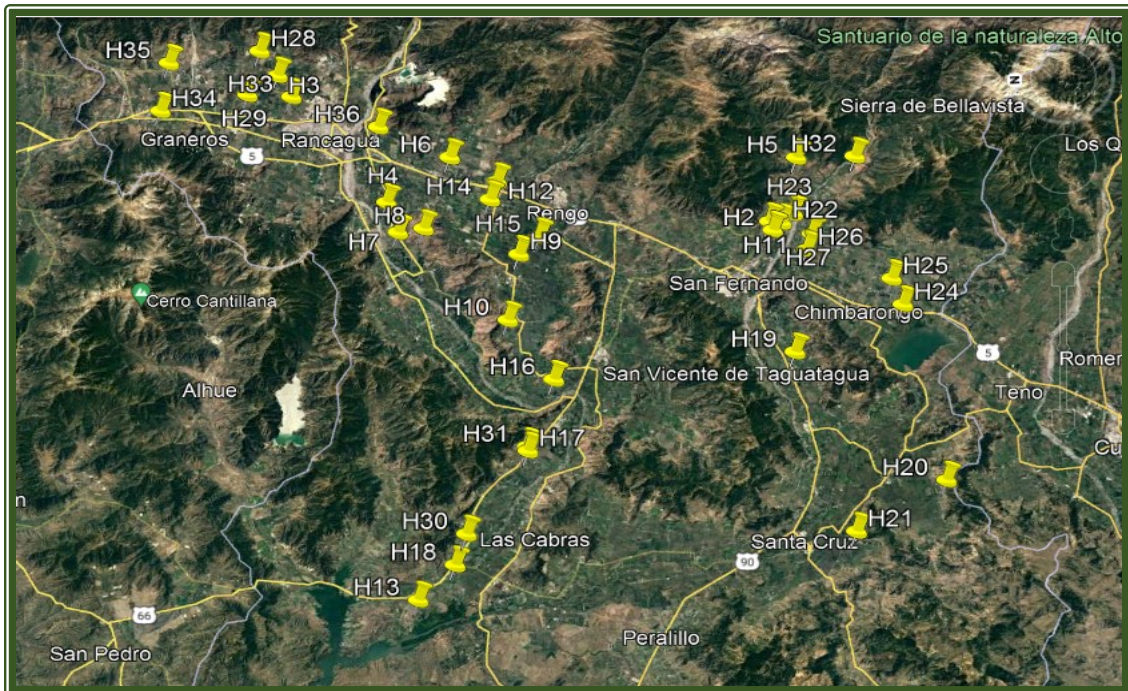 Santuario de la naturaleza Alto
H28
H35
N
H33
H3
Sierra de Bellavista
H34
H36
H29
Graneros
Rancagua
H6
H5
H32
Los Q
5
H4
H14
H12
H23
H8
H15
Rengo
H2
H22
H7
H9
H11
H26
H27
H25
San Fernando
Cerro Cantillana
H24
H10
Chimbarongo
H19
5
H16
San Vicente de Taguatagua
Romer
Alhue
Teno
H31
H17
Cu
H20
n
H30
H21
Las Cabras
Santa Cruz
H18
90
H13
66
Peralillo
San Pedro